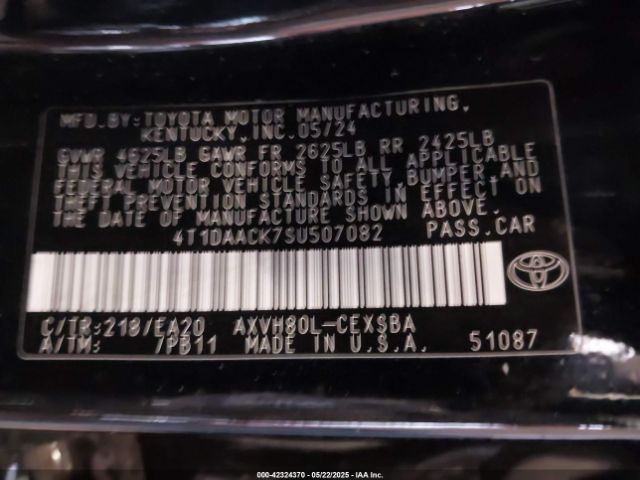 MFD.BY:TOYOTA MOTOR MANUFACTURING,
KENTUCKY,INC.05/24
GVWR 4625LB GAWR FR 2625LB RR 2425LB
THIS VEHICLE CONFORMS TO ALL APPLICABLE
FEDERAL MOTOR VEHICLE SAFETY,BUMPER,AND
THEFT PREVENTION STANDARDS IN EFFECT ON
THE DATE OF MANUFACTURE SHOWN ABOVE.
4T1DAACK7SU507082 PASS.CAR
C/TR:218/EA20 AXVH80L-CEXSBA
A/TM: 7PB11 MADE IN U.S.A. 51087
000-42324370 - 05/22/2025 - IAA Inc.